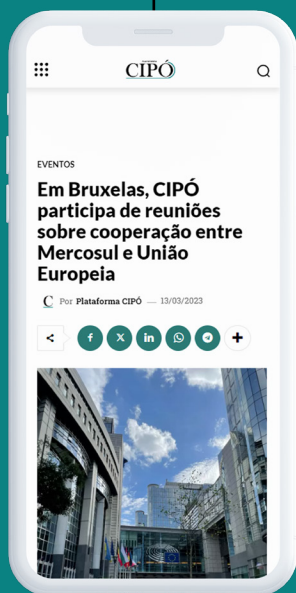 CIPÓ
EVENTOS
Em Bruxelas, CIPÓ
participa de reuniões
sobre cooperação entre
Mercosul e União
Europeia
Por Plataforma CIPÓ — 13/03/2023